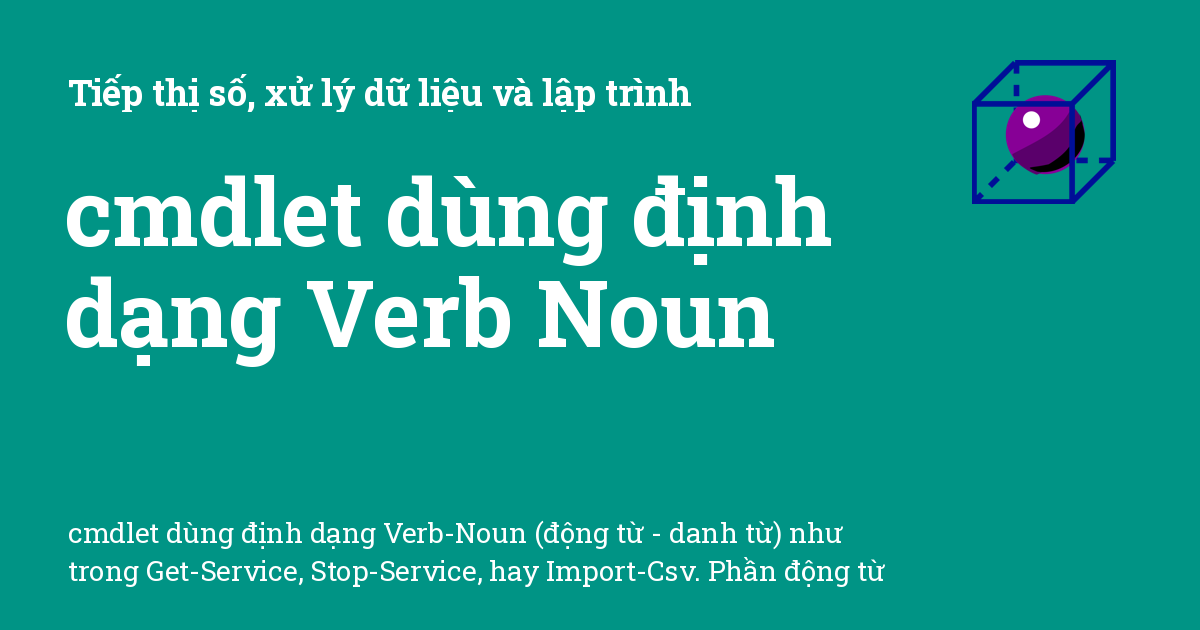 Tiếp thị số, xử lý dữ liệu và lập trình
cmdlet dùng định
dạng Verb Noun
cmdlet dùng định dạng Verb-Noun (động từ - danh từ) như
trong Get-Service, Stop-Service, hay Import-Csv. Phần động từ